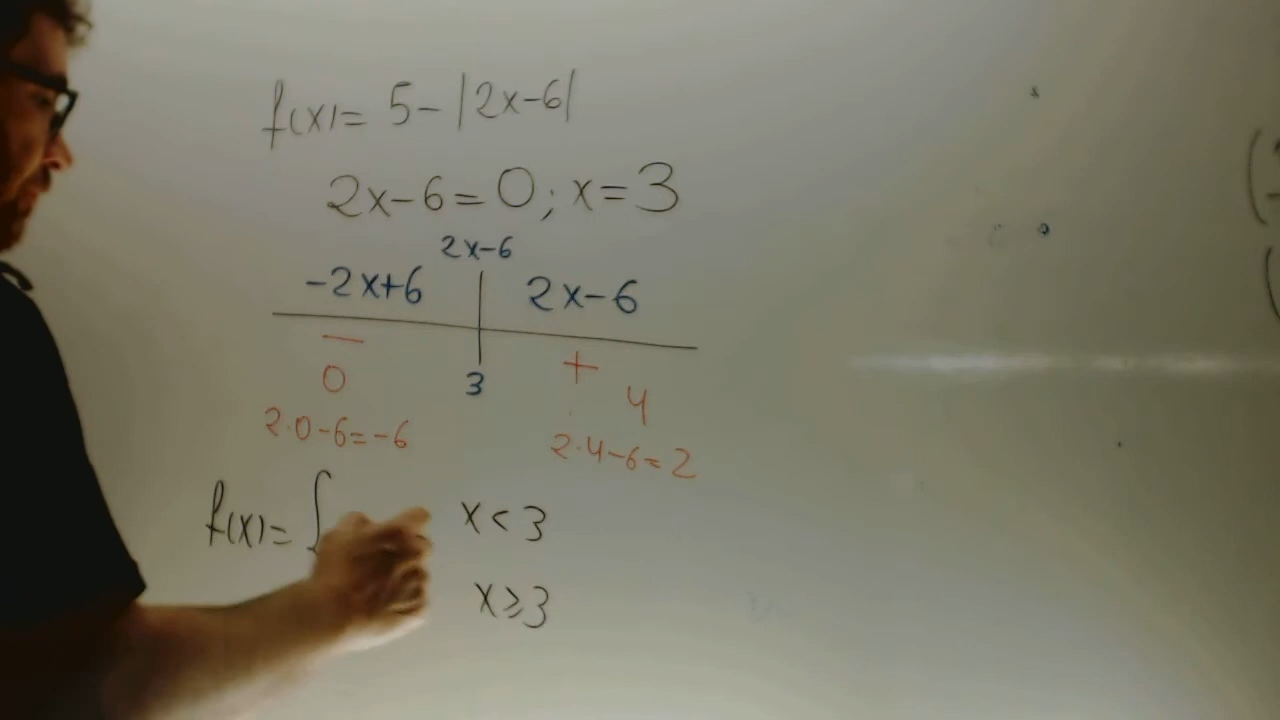 f(x)= 5-|2x-6|
2x-6=0; x=3
2x-6
-2x+6 2x-6
- +
0 3 4
2·0-6=-6 2·4-6=2
f(x)= { x<3
x≥3